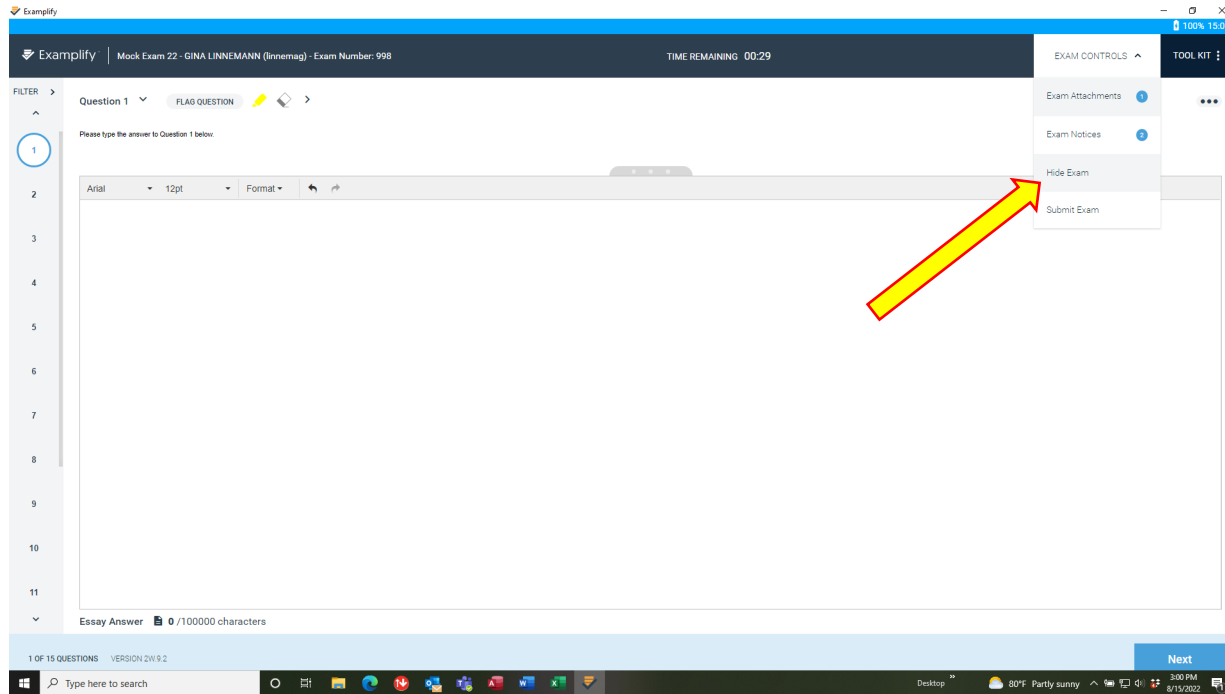 Examplify
100% 15:0
Examplify
Mock Exam 22 - GINA LINNEMANN (linnemag) - Exam Number: 998
TIME REMAINING 00:29
EXAM CONTROLS
TOOL KIT
FILTER
Question 1
FLAG QUESTION
Exam Attachments 1
Please type the answer to Question 1 below.
Exam Notices 2
Hide Exam
Submit Exam
Arial 12pt Format
1
2
3
4
5
6
7
8
9
10
11
Essay Answer 0 /100000 characters
1 OF 15 QUESTIONS VERSION 2W.9.2
Next
Type here to search
Desktop
80°F Partly sunny
3:00 PM
8/15/2022